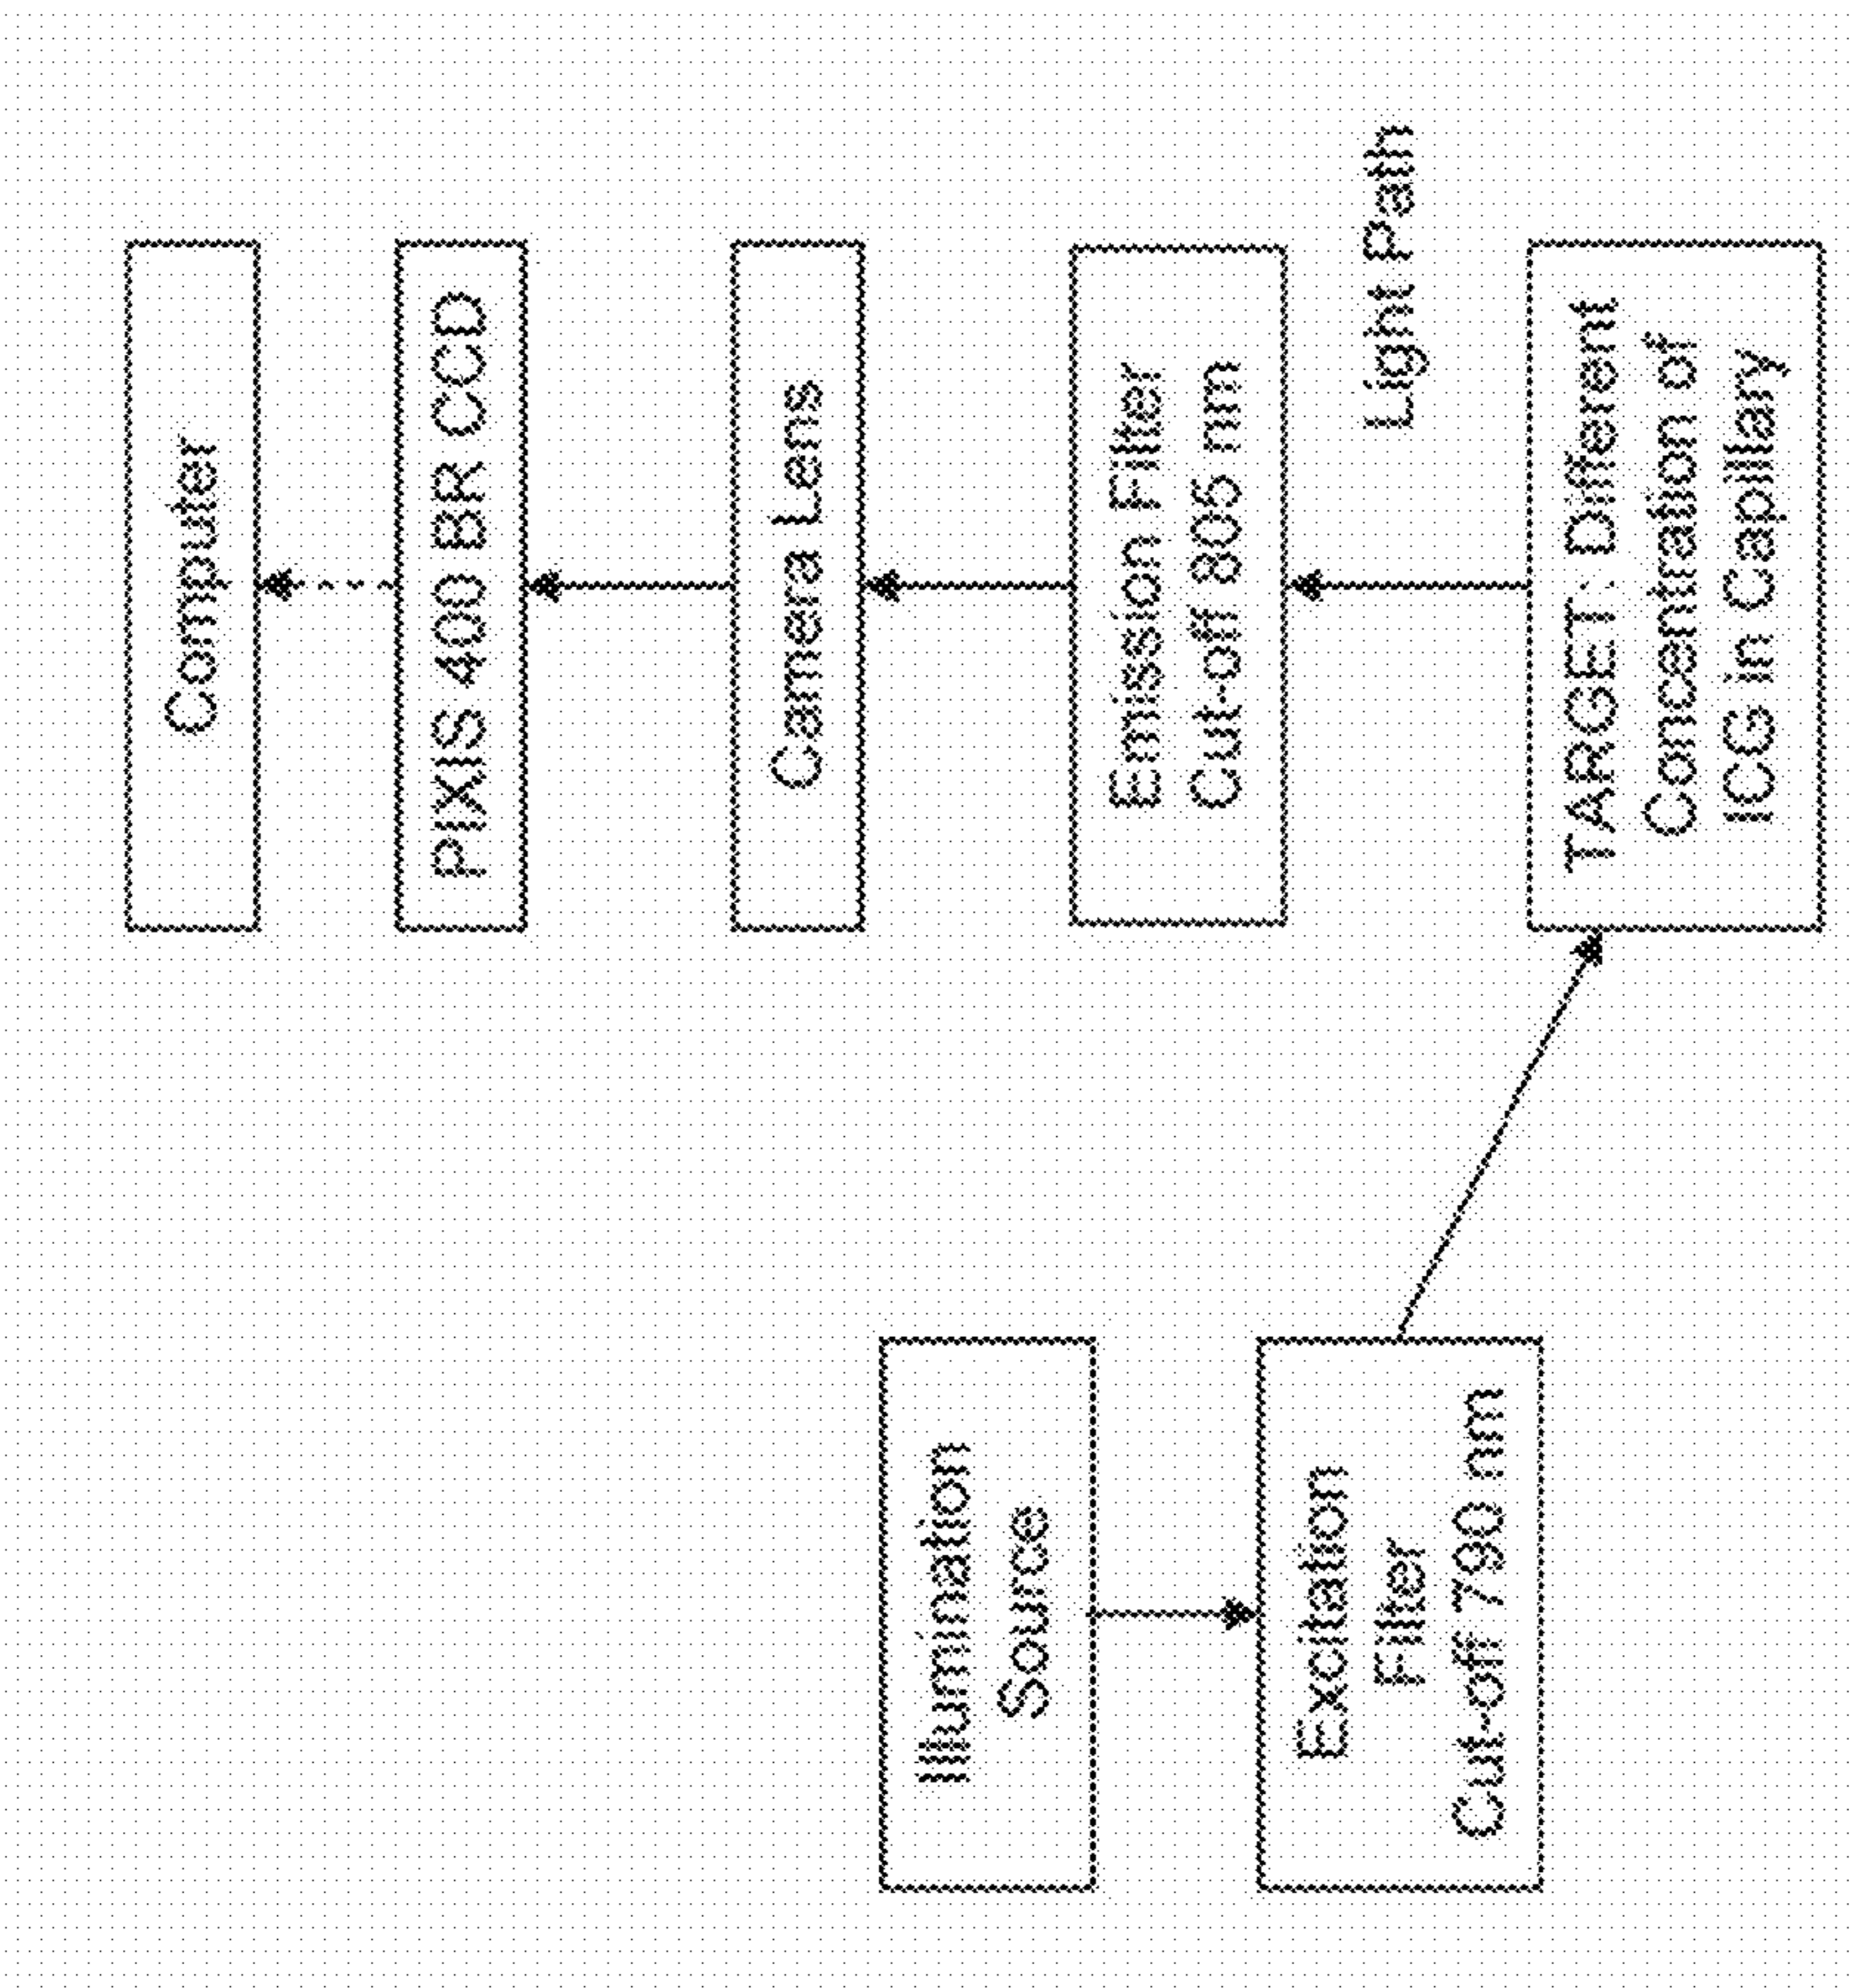 Computer
PIXIS 400 BR CCD
Camera Lens
Emission Filter
Cut-off 805 nm
Light Path
TARGET: Different
Concentration of
ICG in Capillary
Illumination
Source
Excitation
Filter
Cut-off 790 nm